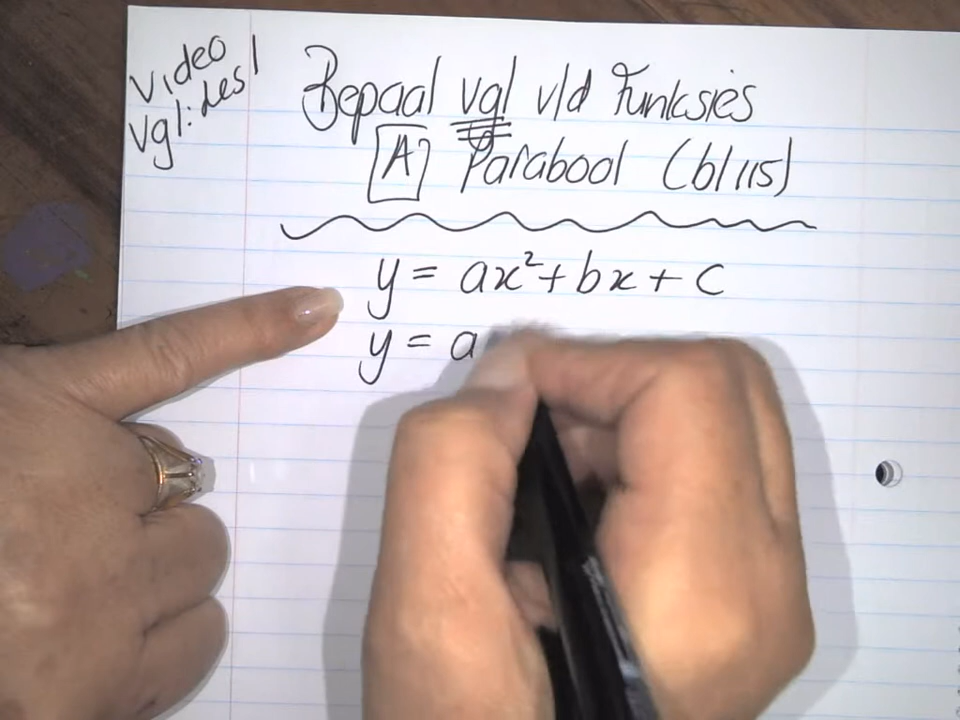 Video
vgl: les 1
Bepaal vgl v/d Funksies
A Parabool (bl 115)
y = ax² + bx + c
y = a